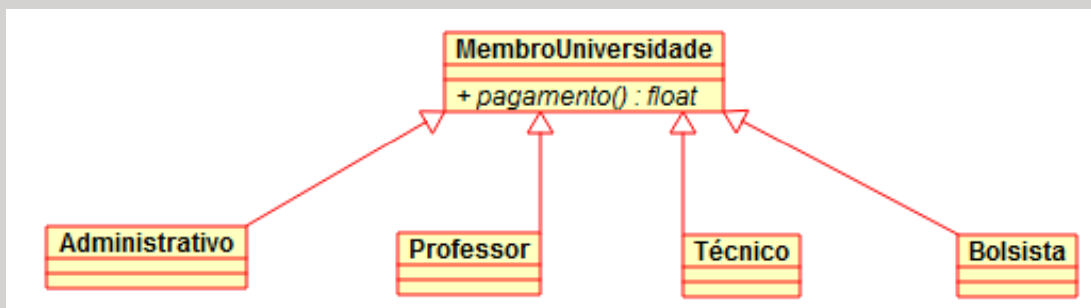 MembroUniversidade
+ pagamento() : float
Administrativo
Professor
Técnico
Bolsista